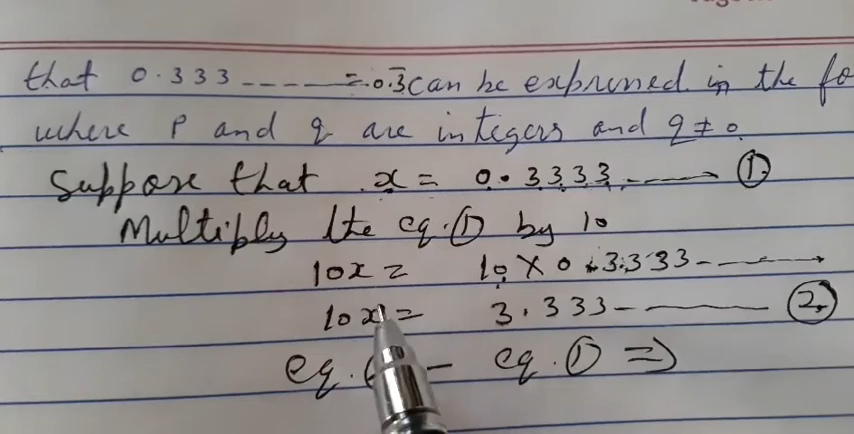 that 0.333 ----- = 0.3̅ can be expressed in the fo
where p and q are integers and q ≠ 0.
Suppose that x = 0.3333 ----→ ①
Multiply the eq.① by 10
10x = 10 × 0.3333 ----→
10x = 3.333 ------ ②
eq. - eq.① ⇒